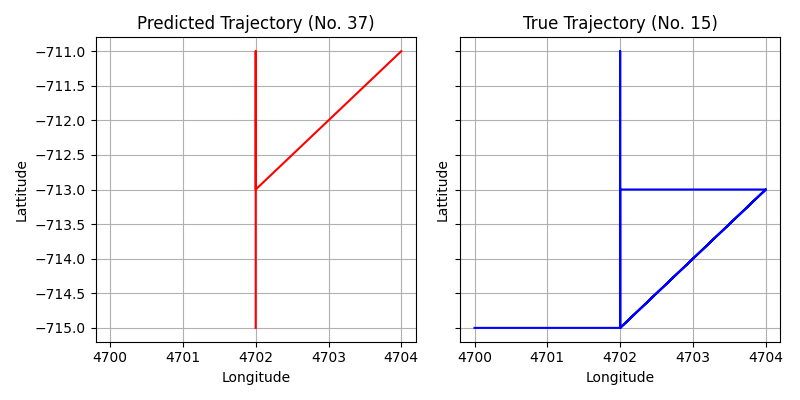 Predicted Trajectory (No. 37)
−711.0
−711.5
−712.0
−712.5
−713.0
−713.5
−714.0
−714.5
−715.0
Lattitude
4700 4701 4702 4703 4704
Longitude
True Trajectory (No. 15)
Lattitude
4700 4701 4702 4703 4704
Longitude